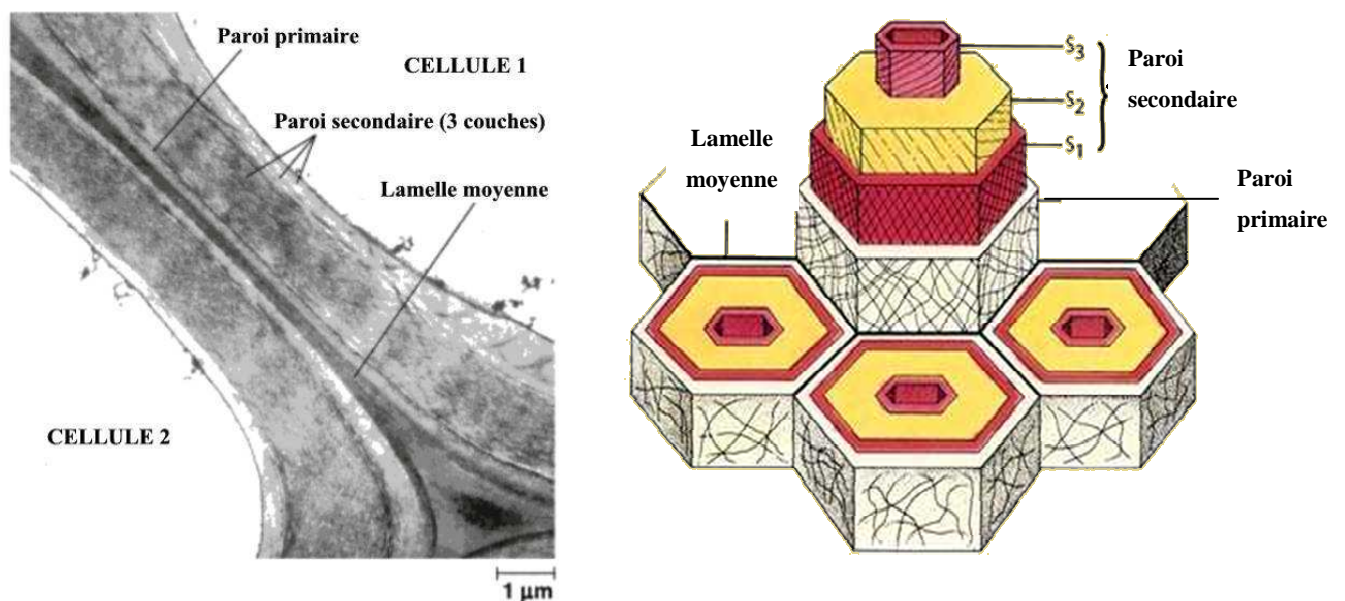 Paroi primaire
CELLULE 1
Paroi secondaire (3 couches)
Lamelle moyenne
CELLULE 2
1 µm
S3
S2
S1
Paroi
secondaire
Lamelle
moyenne
Paroi
primaire